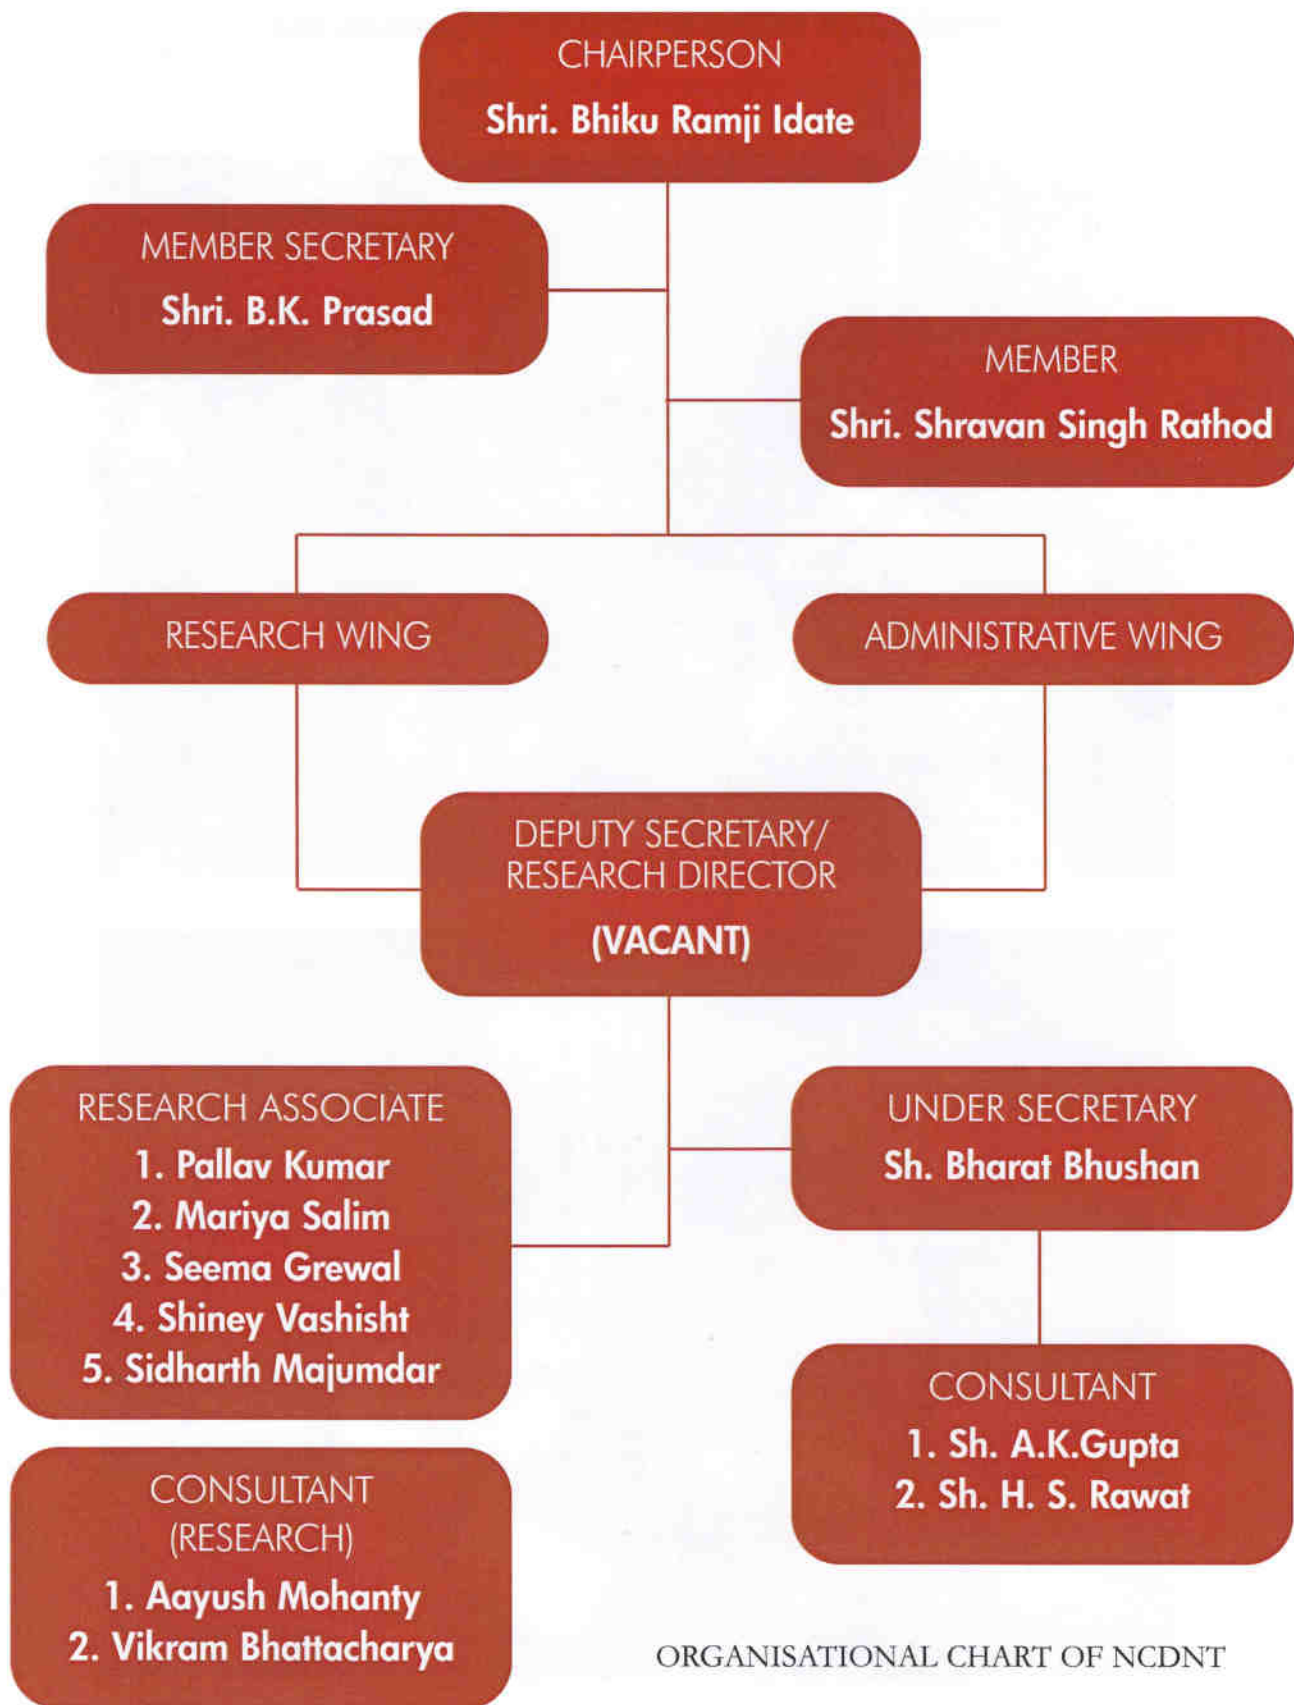 CHAIRPERSON
Shri. Bhiku Ramji Idate
MEMBER SECRETARY
Shri. B.K. Prasad
MEMBER
Shri. Shravan Singh Rathod
RESEARCH WING
ADMINISTRATIVE WING
DEPUTY SECRETARY/
RESEARCH DIRECTOR
(VACANT)
RESEARCH ASSOCIATE
1. Pallav Kumar
2. Mariya Salim
3. Seema Grewal
4. Shiney Vashisht
5. Sidharth Majumdar
UNDER SECRETARY
Sh. Bharat Bhushan
CONSULTANT
1. Sh. A.K.Gupta
2. Sh. H. S. Rawat
CONSULTANT
(RESEARCH)
1. Aayush Mohanty
2. Vikram Bhattacharya
ORGANISATIONAL CHART OF NCDNT